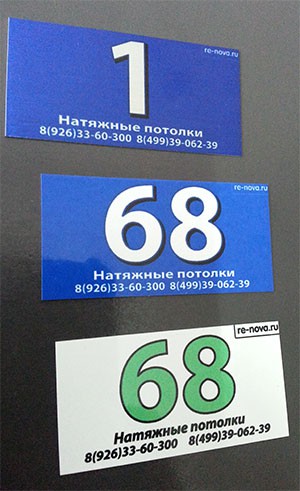 re-nova.ru
1
Натяжные потолки
8(926)33-60-300 8(499)39-062-39
re-nova.ru
68
Натяжные потолки
8(926)33-60-300 8(499)39-062-39
re-nova.ru
68
Натяжные потолки
8(926)33-60-300 8(499)39-062-39